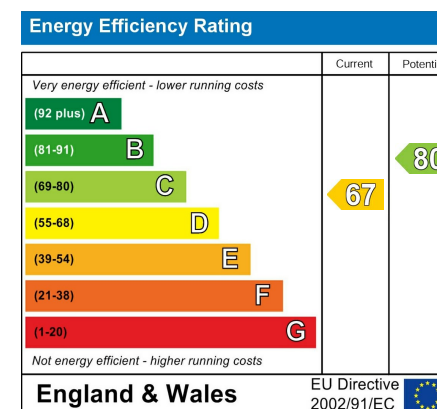 Energy Efficiency Rating
Current Potenti
Very energy efficient - lower running costs
(92 plus) A
(81-91) B
(69-80) C
(55-68) D
(39-54) E
(21-38) F
(1-20) G
67
80
Not energy efficient - higher running costs
England & Wales
EU Directive
2002/91/EC